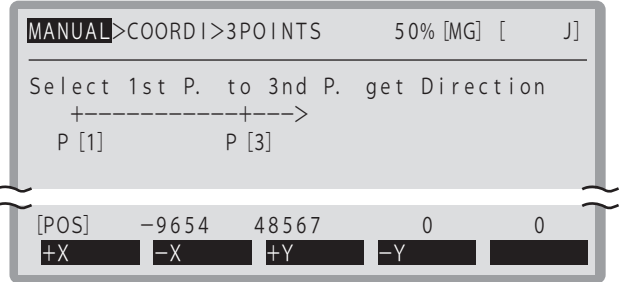 MANUAL>COORDI>3POINTS 50% [MG] [ J]
Select 1st P. to 3nd P. get Direction
+-----------+--->
P [1] P [3]
[POS] -9654 48567 0 0
+X -X +Y -Y